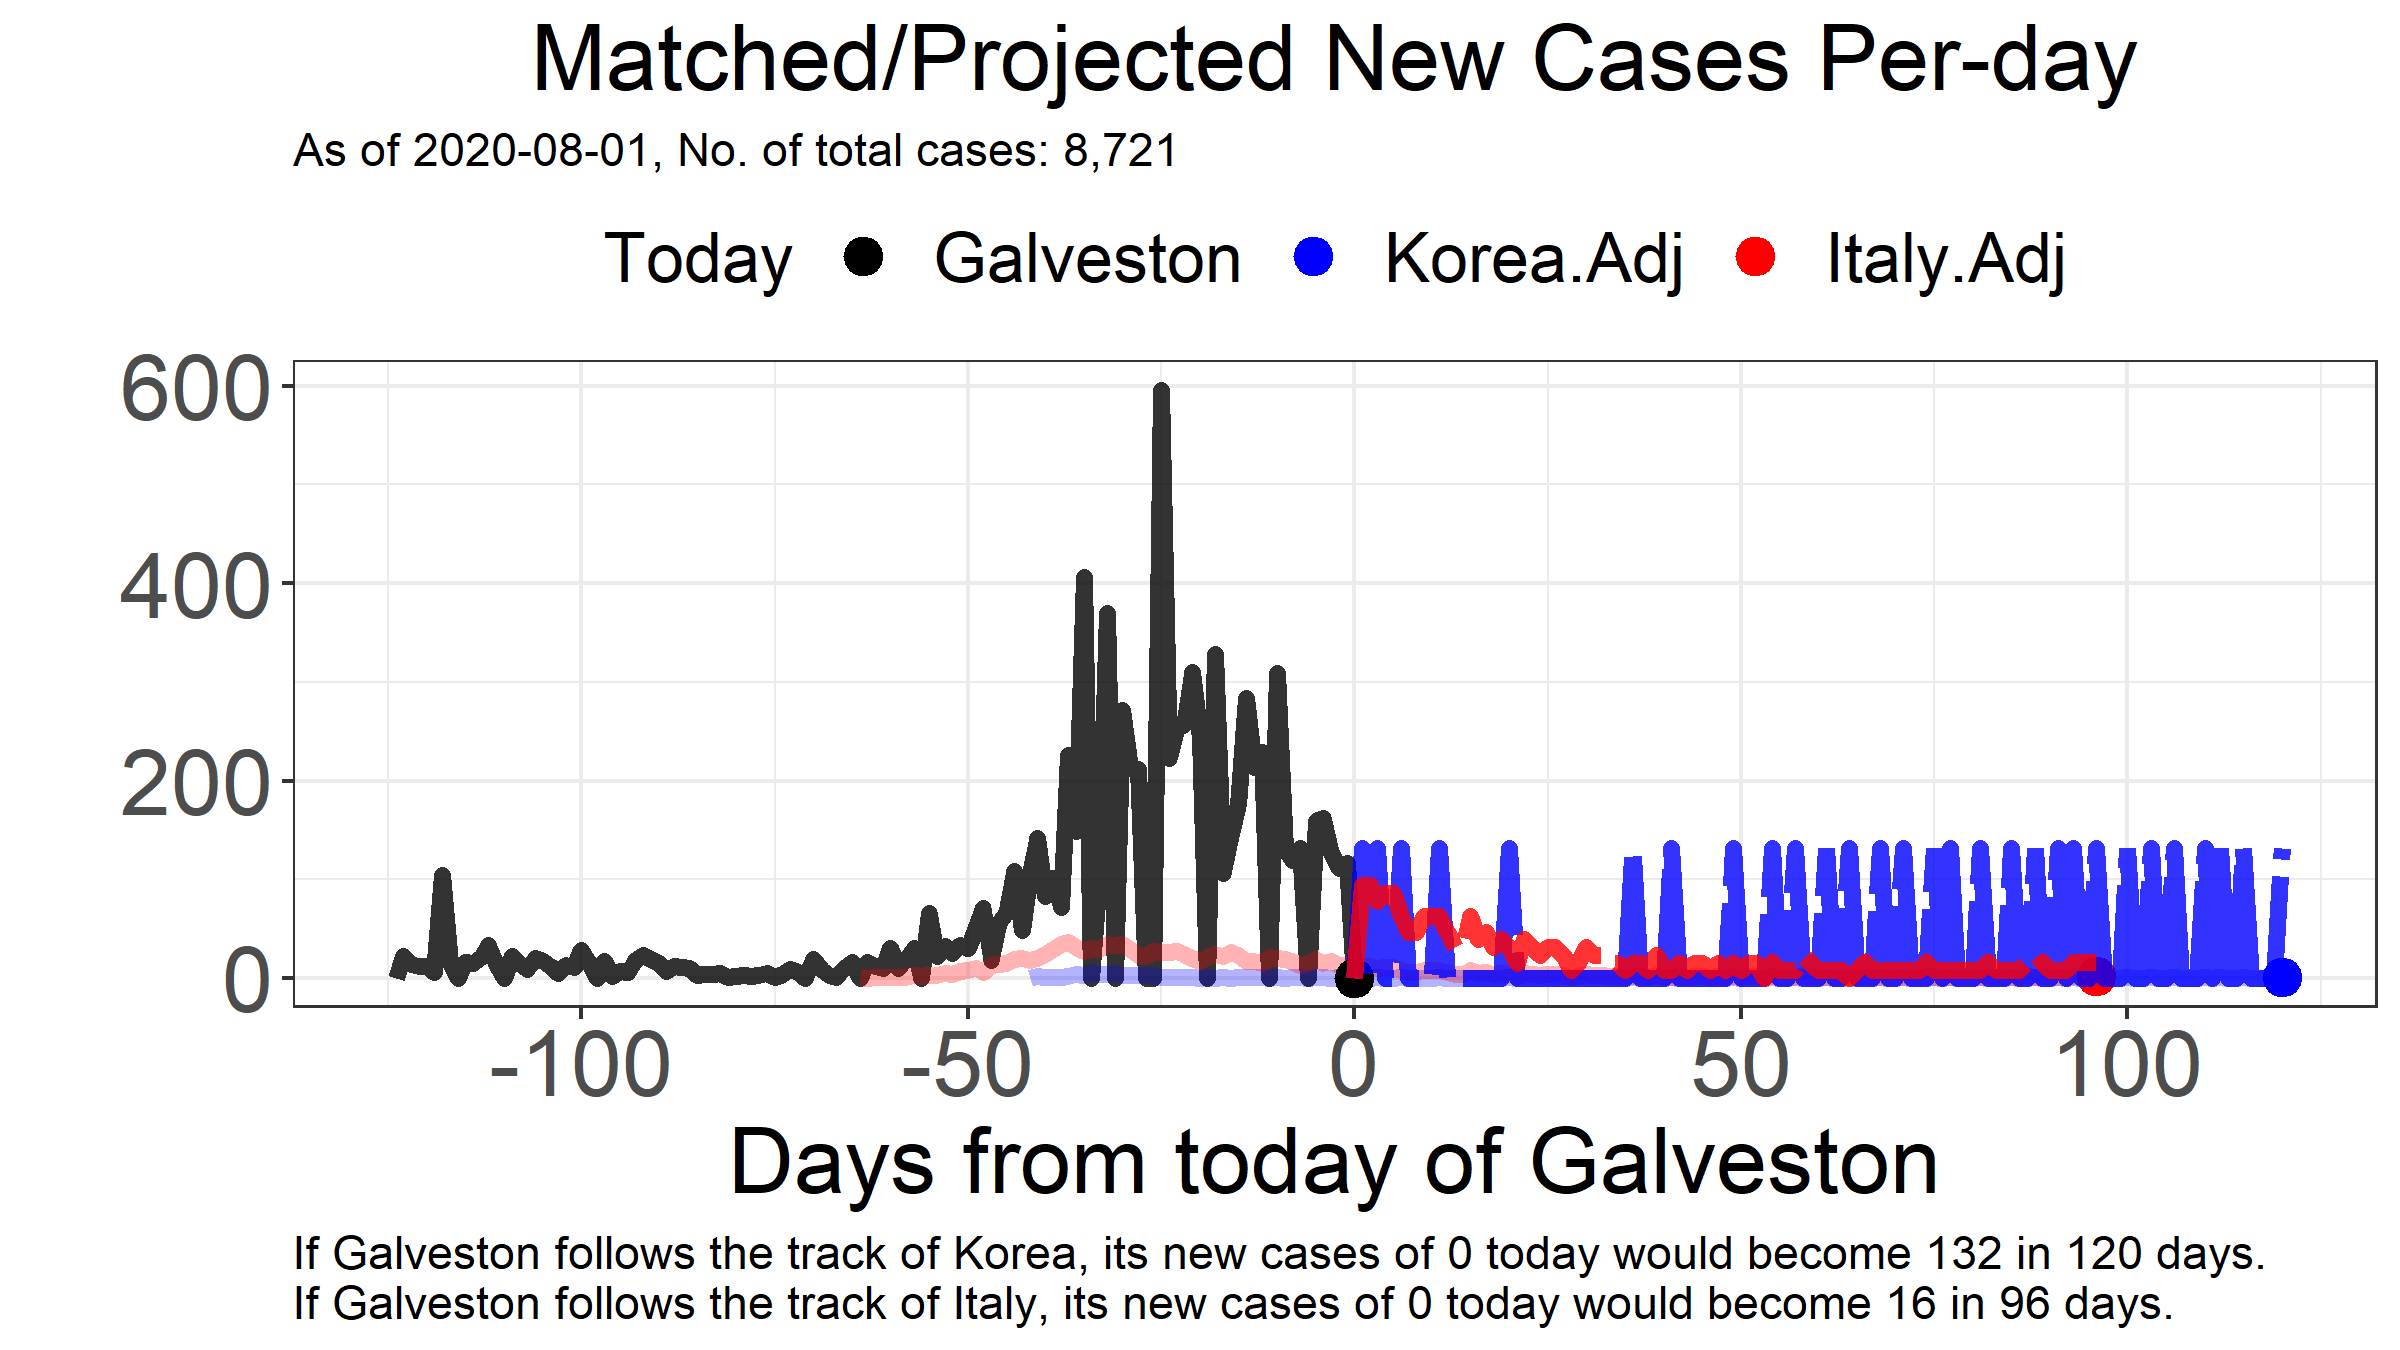 Matched/Projected New Cases Per-day
As of 2020-08-01, No. of total cases: 8,721
Today Galveston Korea.Adj Italy.Adj
600
400
200
0
-100 -50 0 50 100
Days from today of Galveston
If Galveston follows the track of Korea, its new cases of 0 today would become 132 in 120 days.
If Galveston follows the track of Italy, its new cases of 0 today would become 16 in 96 days.